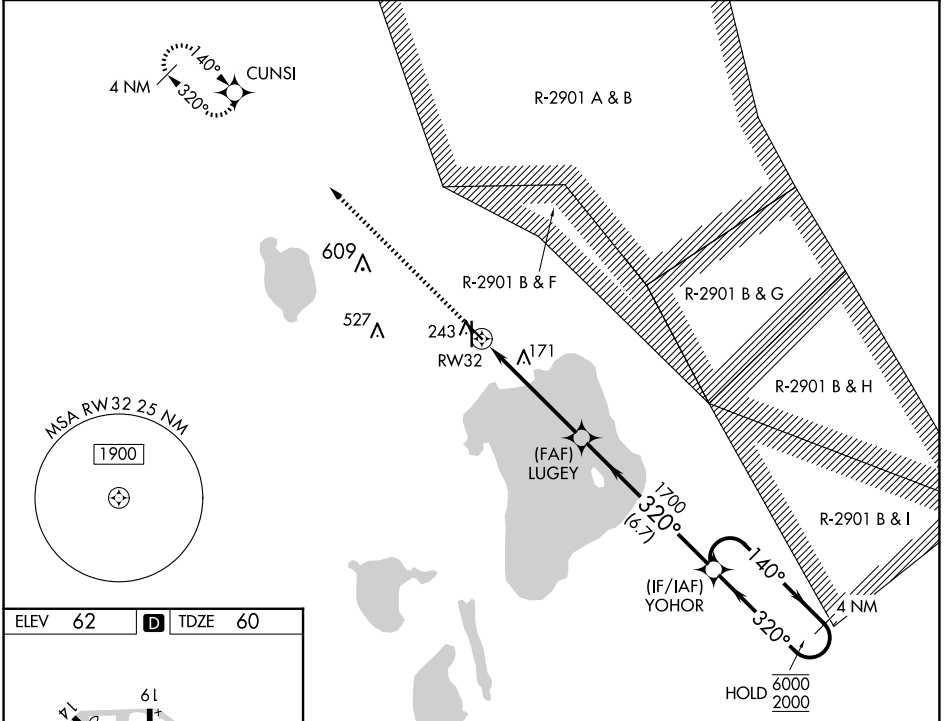 140°
CUNSI
4 NM
320°
R-2901 A & B
609
R-2901 B & F
R-2901 B & G
527
243
RW32
171
R-2901 B & H
MSA RW32 25 NM
1900
(FAF)
LUGEY
1700
320°
(6.7)
R-2901 B & I
140°
(IF/IAF)
YOHOR
4 NM
320°
HOLD
6000
2000
ELEV 62
D
TDZE 60
14
19